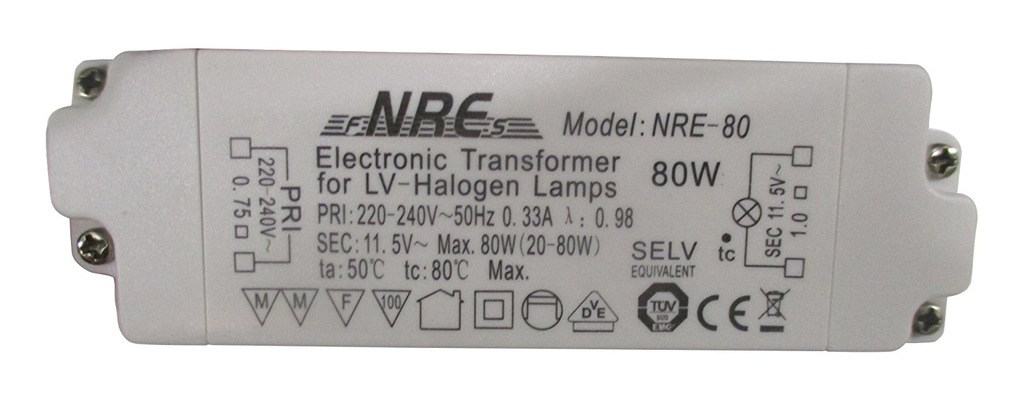 FNRES Model: NRE-80
Electronic Transformer
for LV-Halogen Lamps 80W
PRI: 220-240V~50Hz 0.33A λ: 0.98
SEC: 11.5V~ Max. 80W(20-80W)
ta: 50℃ tc: 80℃ Max.
PRI
220-240V~
0.75
SELV
EQUIVALENT
tc
SEC 11.5V~
1.0
M M F 100 VDE TÜV CE
EMC